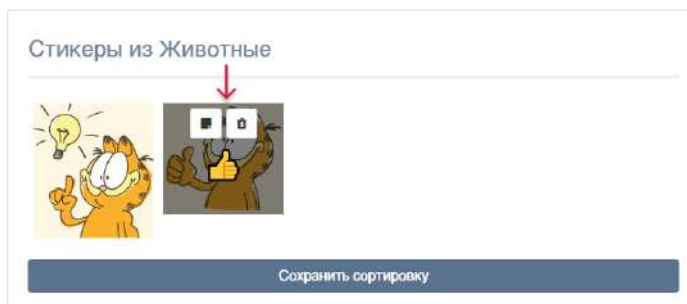 Стикеры из Животные
Сохранить сортировку